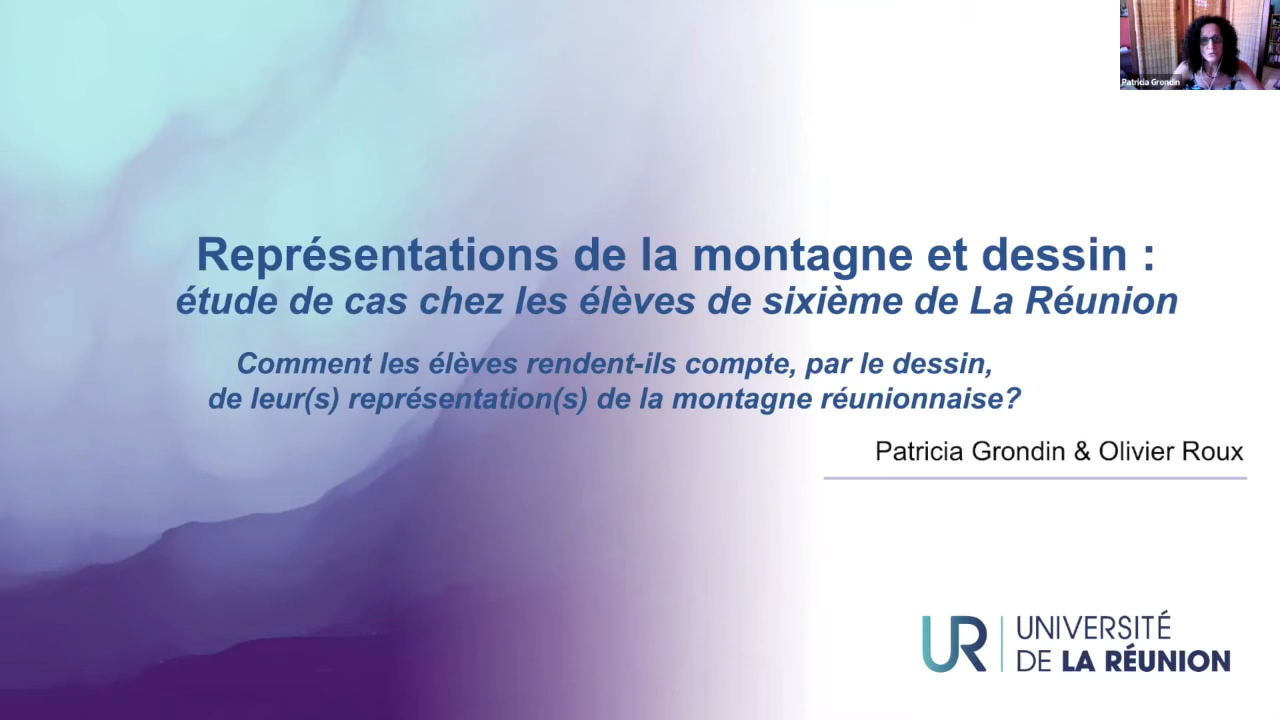 Patricia Grondin
Représentations de la montagne et dessin :
étude de cas chez les élèves de sixième de La Réunion
Comment les élèves rendent-ils compte, par le dessin,
de leur(s) représentation(s) de la montagne réunionnaise?
Patricia Grondin & Olivier Roux
UR
UNIVERSITÉ
DE LA RÉUNION